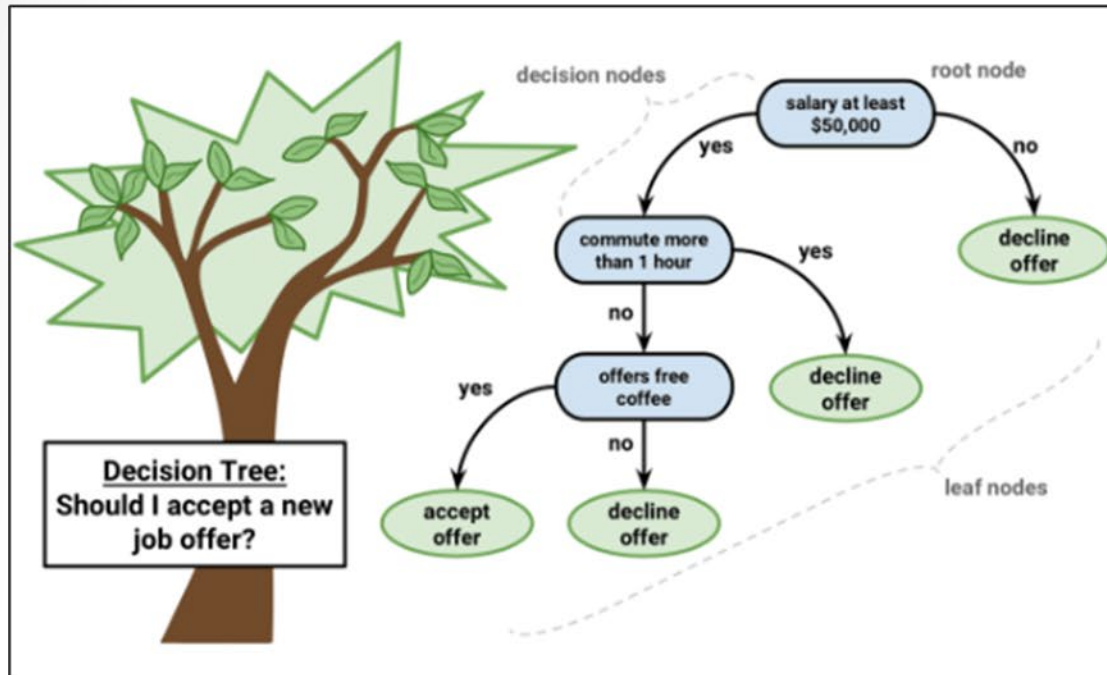 decision nodes
root node
salary at least
$50,000
yes
no
commute more
than 1 hour
yes
decline
offer
no
offers free
coffee
decline
offer
yes
no
Decision Tree:
Should I accept a new
job offer?
accept
offer
decline
offer
leaf nodes